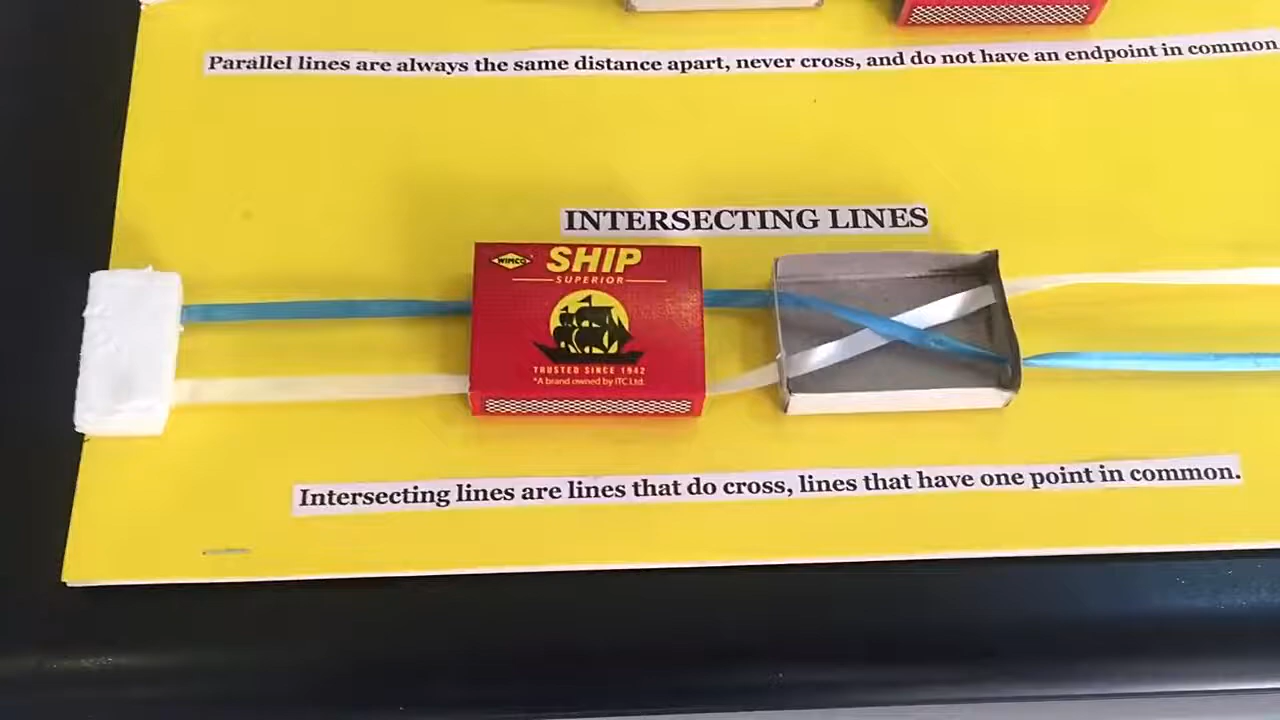 Parallel lines are always the same distance apart, never cross, and do not have an endpoint in common
INTERSECTING LINES
WIMCO
SHIP
SUPERIOR
TRUSTED SINCE 1942
*A brand owned by ITC Ltd.
Intersecting lines are lines that do cross, lines that have one point in common.